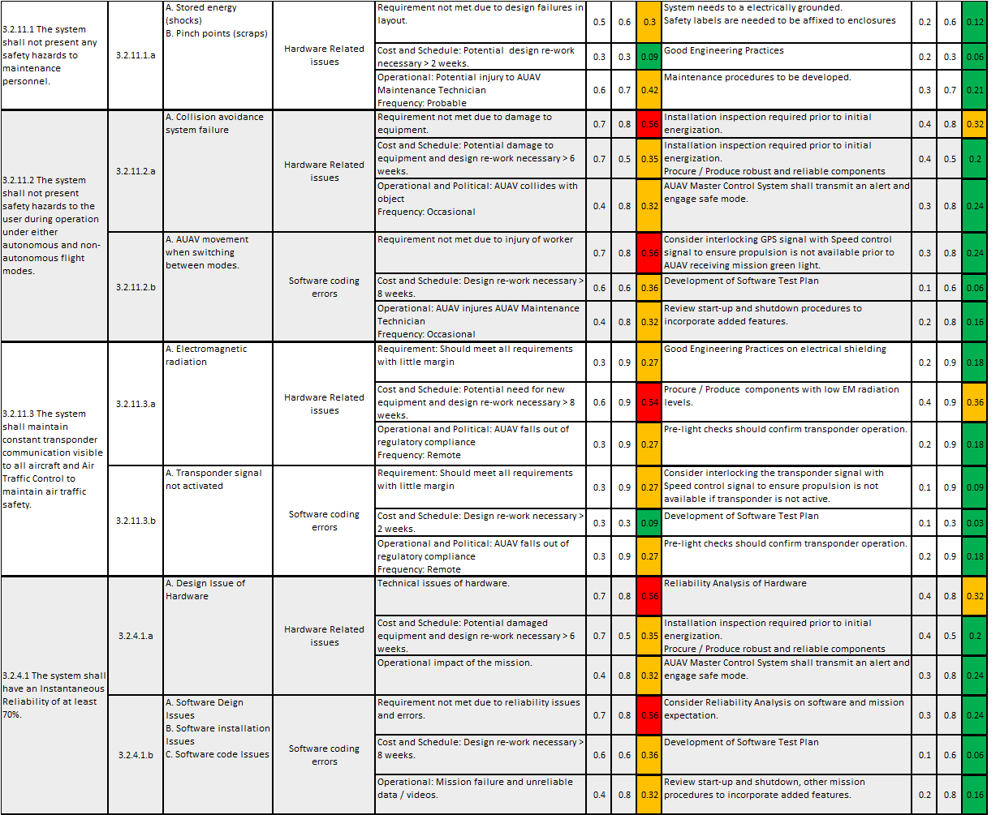 3.2.11.1 The system
shall not present any
safety hazards to
maintenance
personnel.
3.2.11.1.a
A. Stored energy
(shocks)
B. Pinch points (scraps)
Hardware Related
issues
Requirement not met due to design failures in
layout.
0.5
0.6
0.3
System needs to a electrically grounded.
Safety labels are needed to be affixed to enclosures
0.2
0.6
0.12
Cost and Schedule: Potential design re-work
necessary > 2 weeks.
0.3
0.3
0.09
Good Engineering Practices
0.2
0.3
0.06
Operational: Potential injury to AUAV
Maintenance Technician
Frequency: Probable
0.6
0.7
0.42
Maintenance procedures to be developed.
0.3
0.7
0.21
3.2.11.2 The system
shall not present
safety hazards to the
user during operation
under either
autonomous and non-
autonomous flight
modes.
3.2.11.2.a
A. Collision avoidance
system failure
Hardware Related
issues
Requirement not met due to damage to
equipment.
0.7
0.8
0.56
Installation inspection required prior to initial
energization.
0.4
0.8
0.32
Cost and Schedule: Potential damage to
equipment and design re-work necessary > 6
weeks.
0.7
0.5
0.35
Installation inspection required prior to initial
energization.
Procure / Produce robust and reliable components
0.4
0.5
0.2
Operational and Political: AUAV collides with
object
Frequency: Occasional
0.4
0.8
0.32
AUAV Master Control System shall transmit an alert and
engage safe mode.
0.3
0.8
0.24
3.2.11.2.b
A. AUAV movement
when switching
between modes.
Software coding
errors
Requirement not met due to injury of worker
0.7
0.8
0.56
Consider interlocking GPS signal with Speed control
signal to ensure propulsion is not available prior to
AUAV receiving mission green light.
0.3
0.8
0.24
Cost and Schedule: Design re-work necessary >
8 weeks.
0.6
0.6
0.36
Development of Software Test Plan
0.1
0.6
0.06
Operational: AUAV injures AUAV Maintenance
Technician
Frequency: Occasional
0.4
0.8
0.32
Review start-up and shutdown procedures to
incorporate added features.
0.2
0.8
0.16
3.2.11.3 The system
shall maintain
constant transponder
communication visible
to all aircraft and Air
Traffic Control to
maintain air traffic
safety.
3.2.11.3.a
A. Electromagnetic
radiation
Hardware Related
issues
Requirement: Should meet all requirements
with little margin
0.3
0.9
0.27
Good Engineering Practices on electrical shielding
0.2
0.9
0.18
Cost and Schedule: Potential need for new
equipment and design re-work necessary > 8
weeks.
0.6
0.9
0.54
Procure / Produce components with low EM radiation
levels.
0.4
0.9
0.36
Operational and Political: AUAV falls out of
regulatory compliance
Frequency: Remote
0.3
0.9
0.27
Pre-light checks should confirm transponder operation.
0.2
0.9
0.18
3.2.11.3.b
A. Transponder signal
not activated
Software coding
errors
Requirement: Should meet all requirements
with little margin
0.3
0.9
0.27
Consider interlocking the transponder signal with
Speed control signal to ensure propulsion is not
available if transponder is not active.
0.1
0.9
0.09
Cost and Schedule: Design re-work necessary >
2 weeks.
0.3
0.3
0.09
Development of Software Test Plan
0.1
0.3
0.03
Operational and Political: AUAV falls out of
regulatory compliance
Frequency: Remote
0.3
0.9
0.27
Pre-light checks should confirm transponder operation.
0.2
0.9
0.18
3.2.4.1 The system shall
have an Instantaneous
Reliability of at least
70%.
3.2.4.1.a
A. Design Issue of
Hardware
Hardware Related
issues
Technical issues of hardware.
0.7
0.8
0.56
Reliability Analysis of Hardware
0.4
0.8
0.32
Cost and Schedule: Potential damaged
equipment and design re-work necessary > 6
weeks.
0.7
0.5
0.35
Installation inspection required prior to initial
energization.
Procure / Produce robust and reliable components
0.4
0.5
0.2
Operational impact of the mission.
0.4
0.8
0.32
AUAV Master Control System shall transmit an alert and
engage safe mode.
0.3
0.8
0.24
3.2.4.1.b
A. Software Deign
Issues
B. Software installation
Issues
C. Software code Issues
Software coding
errors
Requirement not met due to reliability issues
and errors.
0.7
0.8
0.56
Consider Reliability Analysis on software and mission
expectation.
0.3
0.8
0.24
Cost and Schedule: Design re-work necessary >
8 weeks.
0.6
0.6
0.36
Development of Software Test Plan
0.1
0.6
0.06
Operational: Mission failure and unreliable
data / videos.
0.4
0.8
0.32
Review start-up and shutdown, other mission
procedures to incorporate added features.
0.2
0.8
0.16